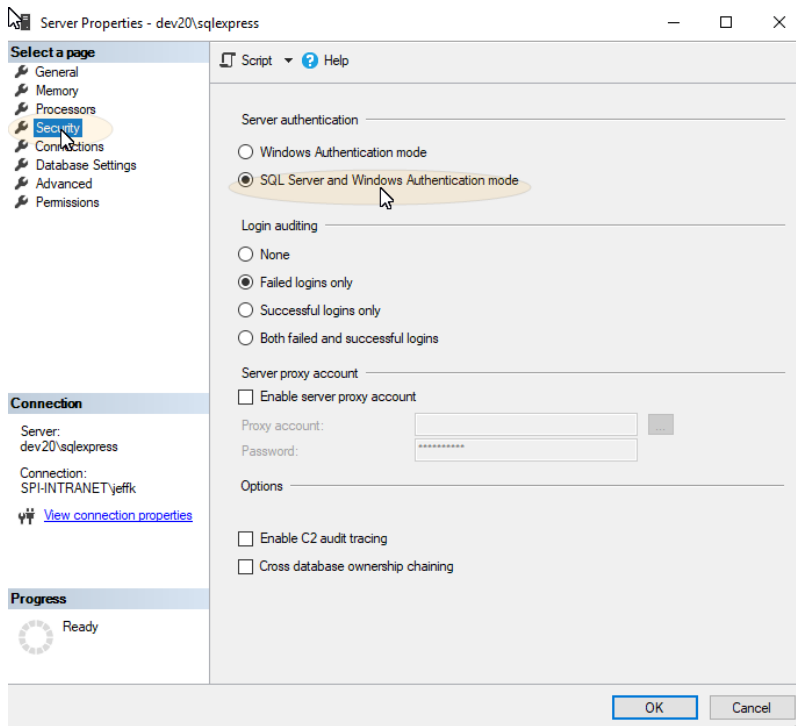 Server Properties - dev20\sqlexpress
Select a page
General
Memory
Processors
Security
Connections
Database Settings
Advanced
Permissions
Connection
Server:
dev20\sqlexpress
Connection:
SPI-INTRANET\jeffk
View connection properties
Progress
Ready
Script
Help
Server authentication
Windows Authentication mode
SQL Server and Windows Authentication mode
Login auditing
None
Failed logins only
Successful logins only
Both failed and successful logins
Server proxy account
Enable server proxy account
Proxy account:
...
Password:
**********
Options
Enable C2 audit tracing
Cross database ownership chaining
OK
Cancel